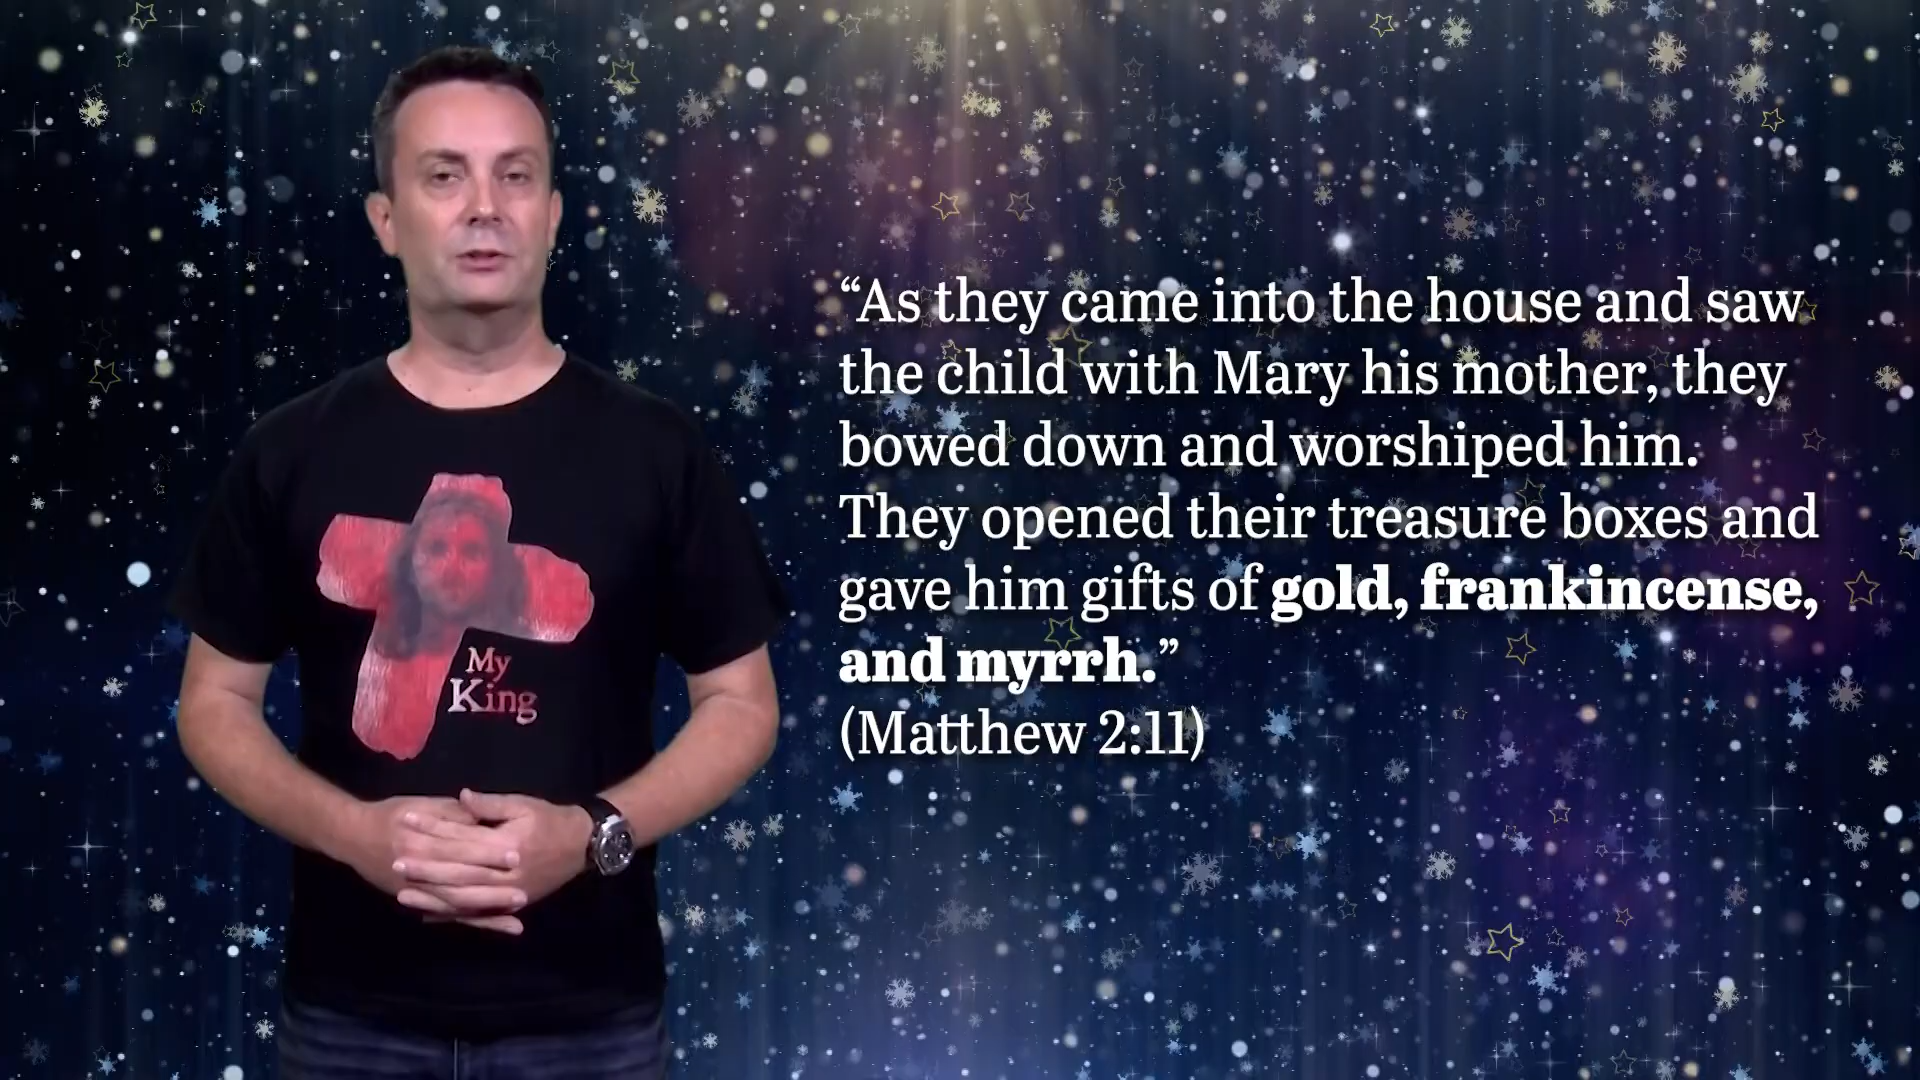 “As they came into the house and saw
the child with Mary his mother, they
bowed down and worshiped him.
They opened their treasure boxes and
gave him gifts of gold, frankincense,
and myrrh.”
(Matthew 2:11)
My
King